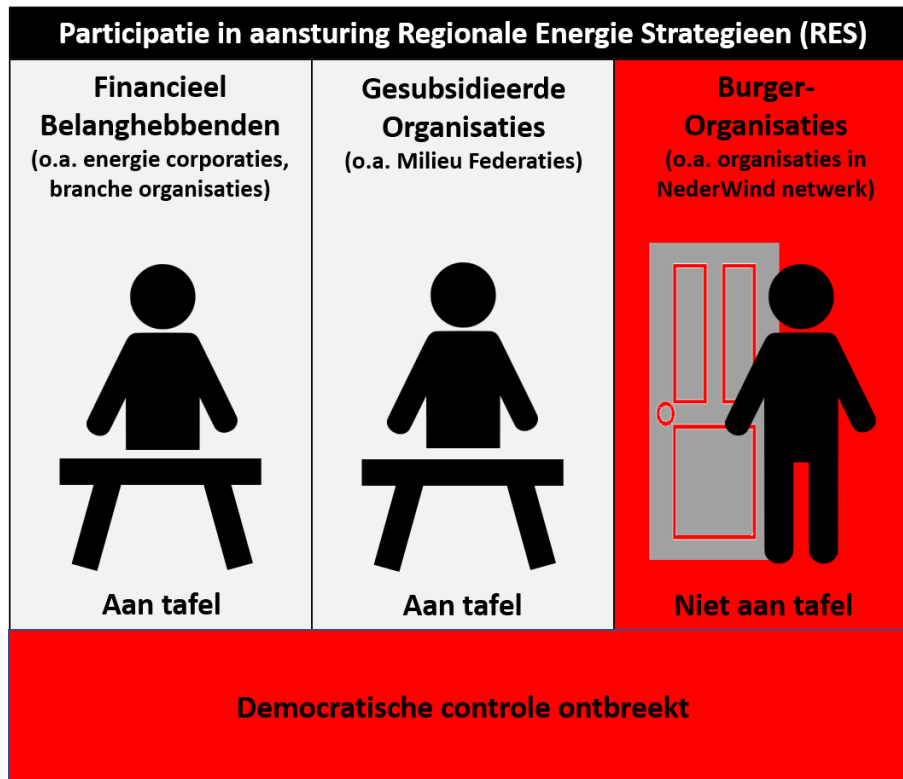 Participatie in aansturing Regionale Energie Strategieen (RES)
Financieel
Belanghebbenden
(o.a. energie corporaties,
branche organisaties)
Gesubsidieerde
Organisaties
(o.a. Milieu Federaties)
Burger-
Organisaties
(o.a. organisaties in
NederWind netwerk)
Aan tafel
Aan tafel
Niet aan tafel
Democratische controle ontbreekt